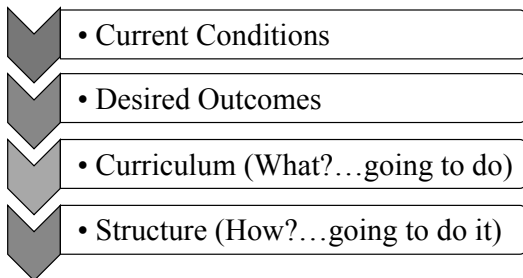 • Current Conditions
• Desired Outcomes
• Curriculum (What?…going to do)
• Structure (How?…going to do it)